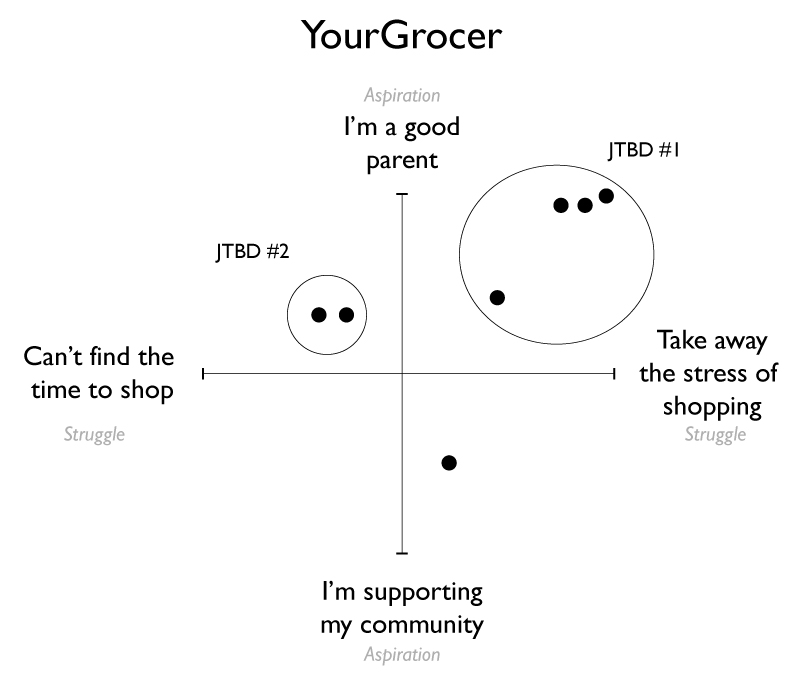 YourGrocer
Aspiration
I'm a good
parent
JTBD #1
JTBD #2
Can't find the
time to shop
Struggle
Take away
the stress of
shopping
Struggle
I'm supporting
my community
Aspiration